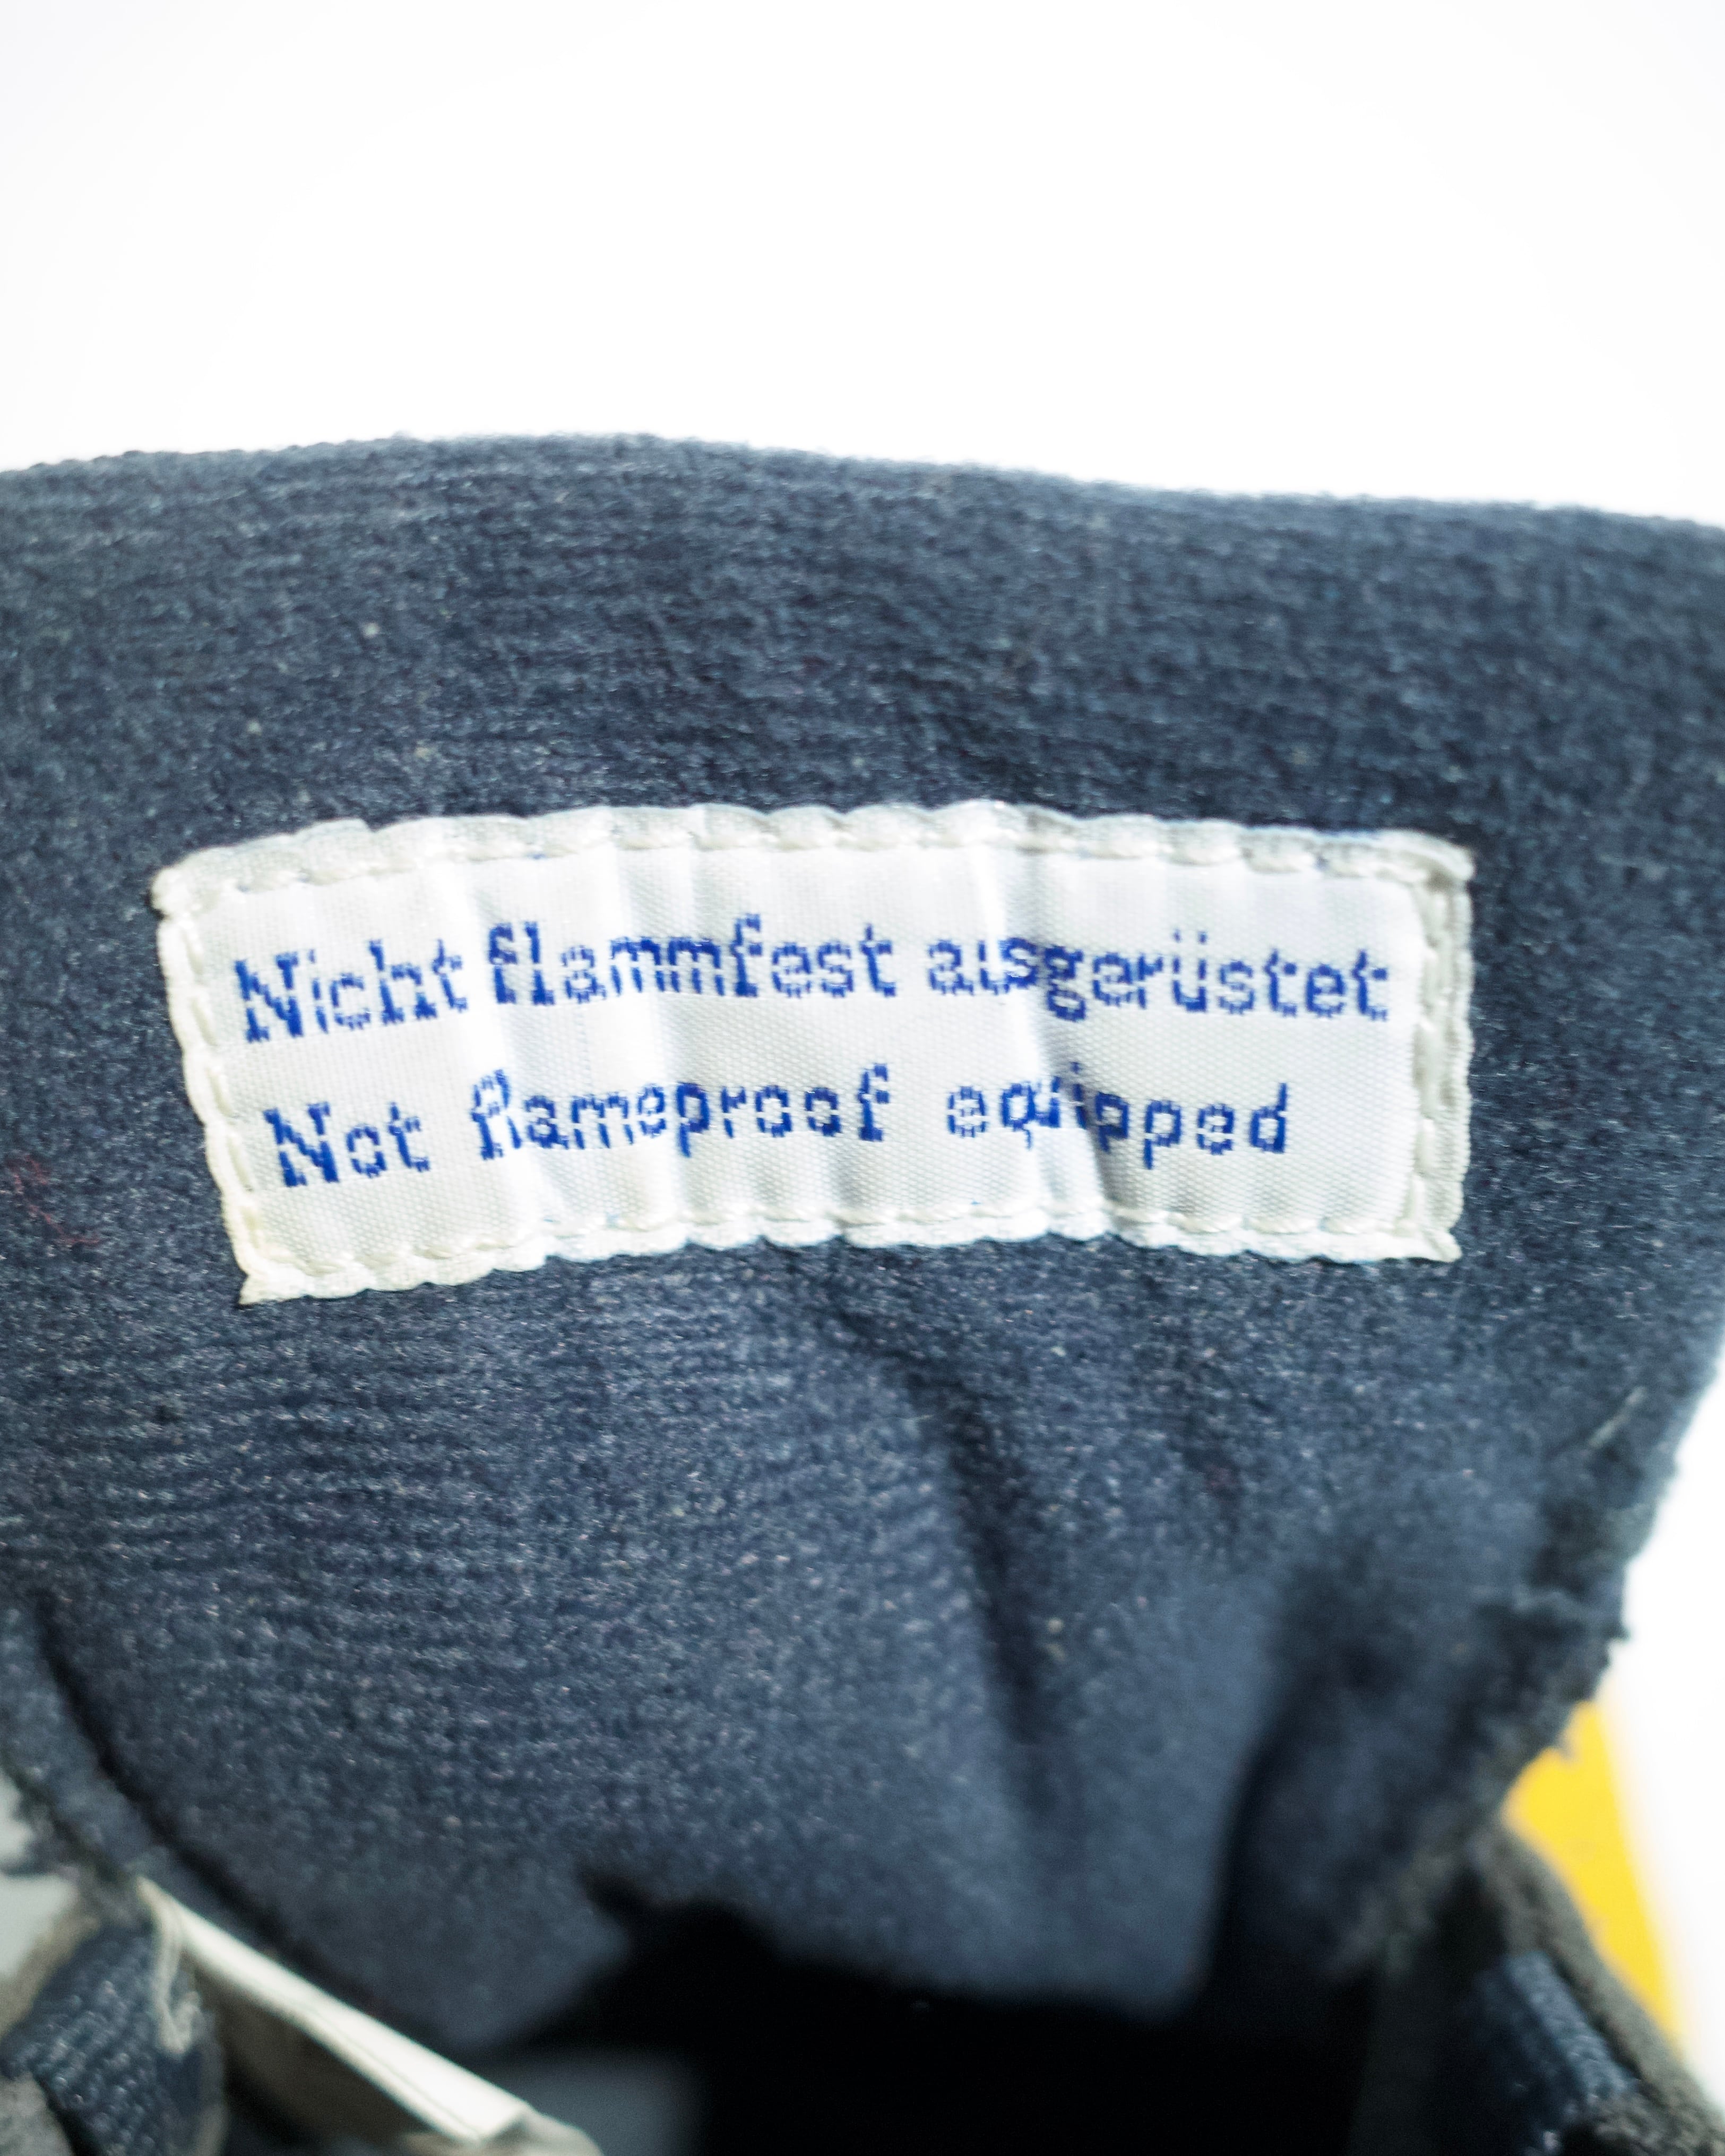 Nicht flammfest ausgerüstet
Not flameproof equipped